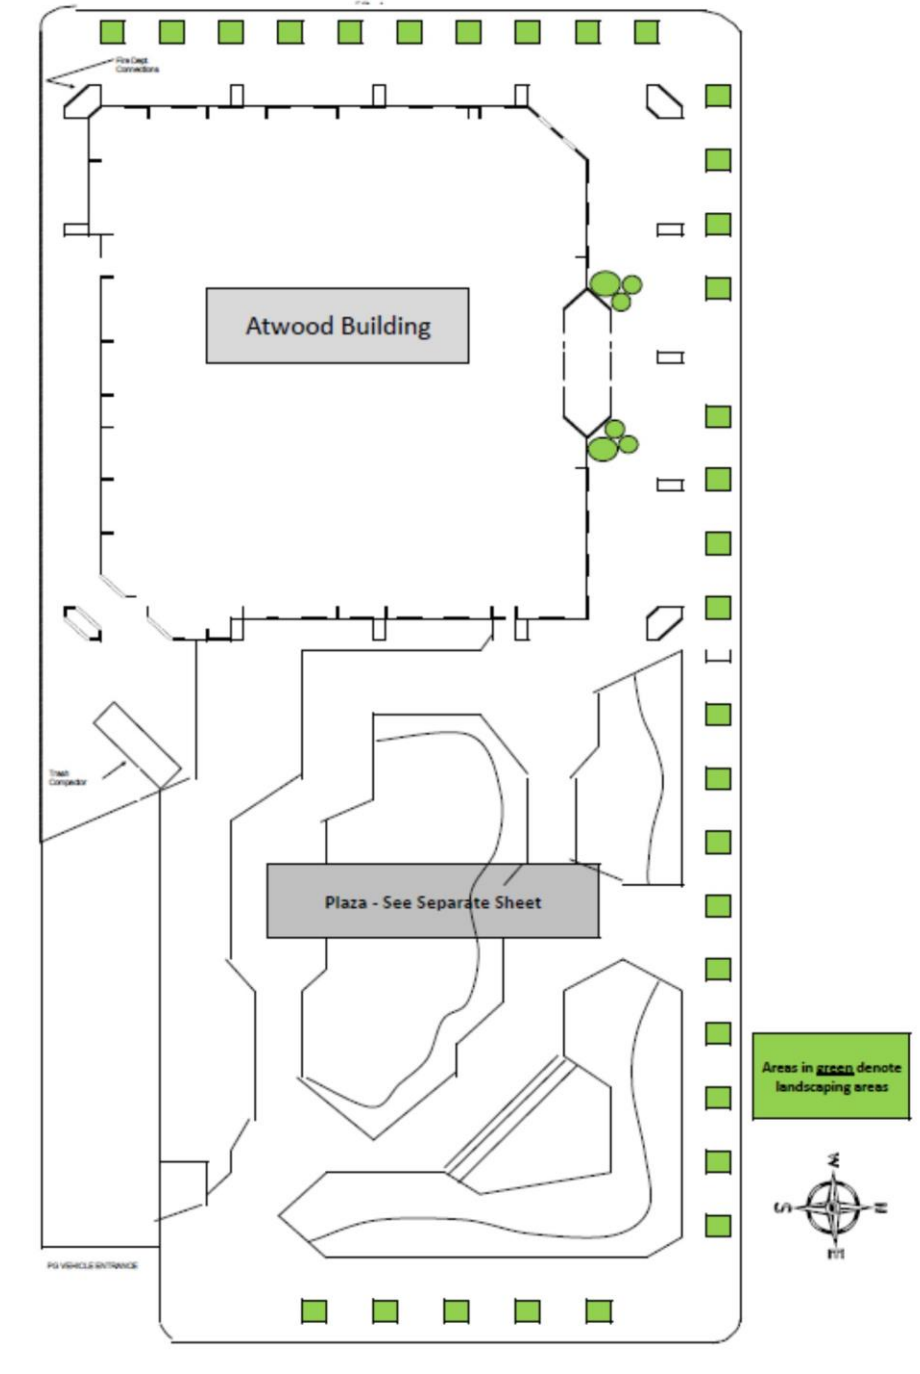 Fire Dept.
Connections
Atwood Building
Trash
Compactor
Plaza - See Separate Sheet
Areas in green denote
landscaping areas
W
S
N
E
PG VEHICLE ENTRANCE